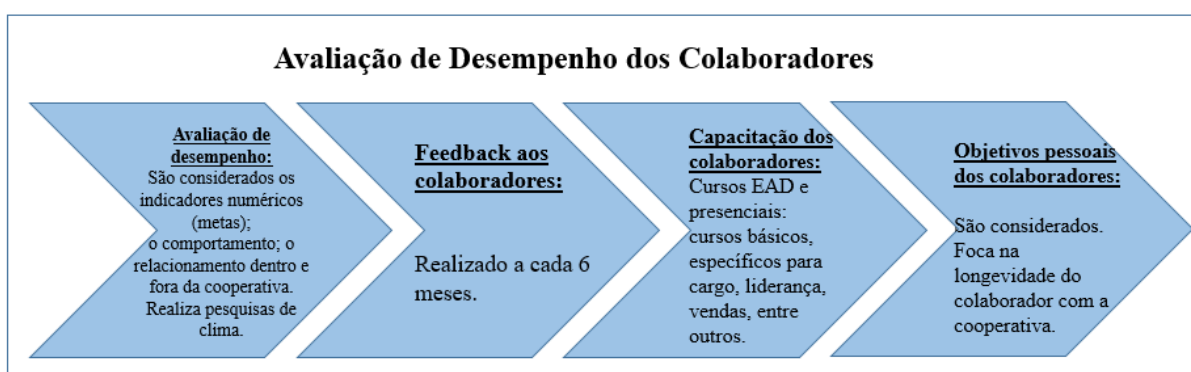 Avaliação de Desempenho dos Colaboradores
Avaliação de
desempenho:
São considerados os
indicadores numéricos
(metas);
o comportamento; o
relacionamento dentro e
fora da cooperativa.
Realiza pesquisas de
clima.
Feedback aos
colaboradores:
Realizado a cada 6
meses.
Capacitação dos
colaboradores:
Cursos EAD e
presenciais:
cursos básicos,
específicos para
cargo, liderança,
vendas, entre
outros.
Objetivos pessoais
dos colaboradores:
São considerados.
Foca na
longevidade do
colaborador com a
cooperativa.